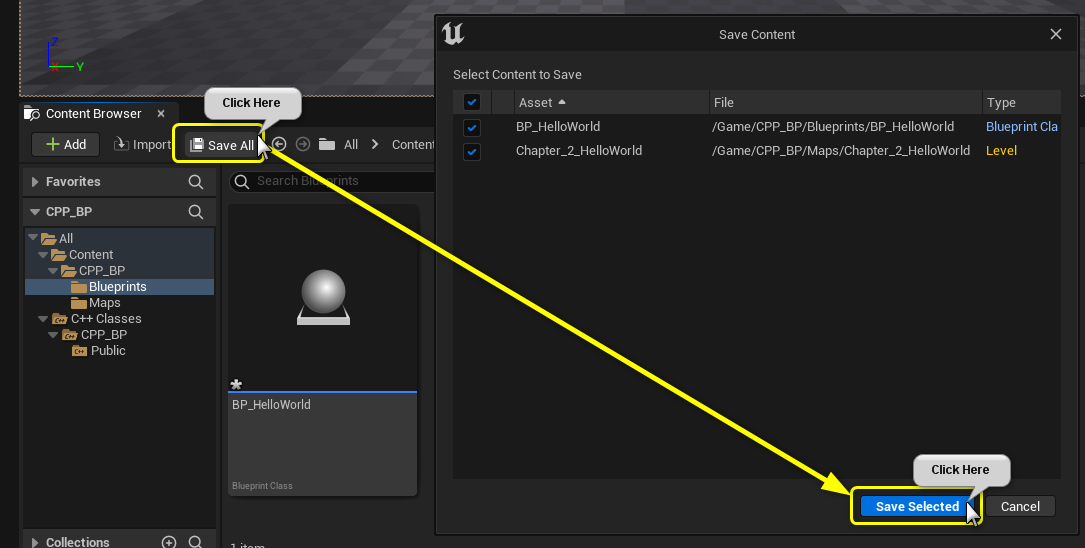 Save Content
Z
X Y
Select Content to Save
Asset File Type
BP_HelloWorld /Game/CPP_BP/Blueprints/BP_HelloWorld Blueprint Cla
Chapter_2_HelloWorld /Game/CPP_BP/Maps/Chapter_2_HelloWorld Level
Click Here
Content Browser
Add Import Save All All Content
Favorites
Search Blueprints
CPP_BP
All
Content
CPP_BP
Blueprints
Maps
C++ Classes
CPP_BP
Public
BP_HelloWorld
Blueprint Class
Collections
1 item
Click Here
Save Selected Cancel